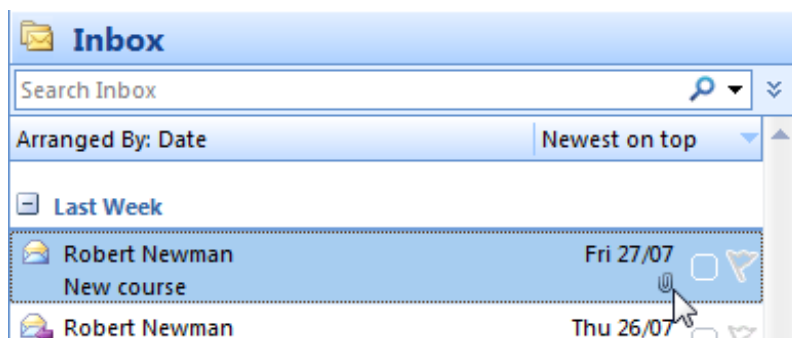 Inbox
Search Inbox
Arranged By: Date Newest on top
Last Week
Robert Newman Fri 27/07
New course
Robert Newman Thu 26/07